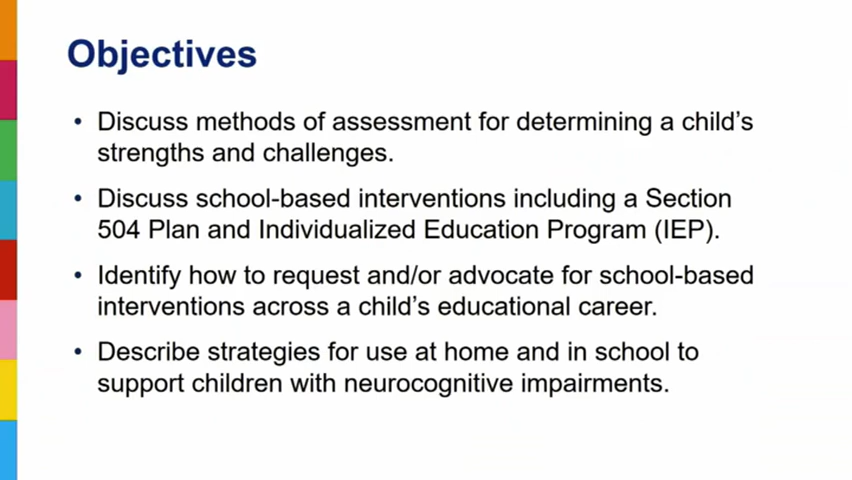 Objectives
• Discuss methods of assessment for determining a child’s
strengths and challenges.
• Discuss school-based interventions including a Section
504 Plan and Individualized Education Program (IEP).
• Identify how to request and/or advocate for school-based
interventions across a child’s educational career.
• Describe strategies for use at home and in school to
support children with neurocognitive impairments.